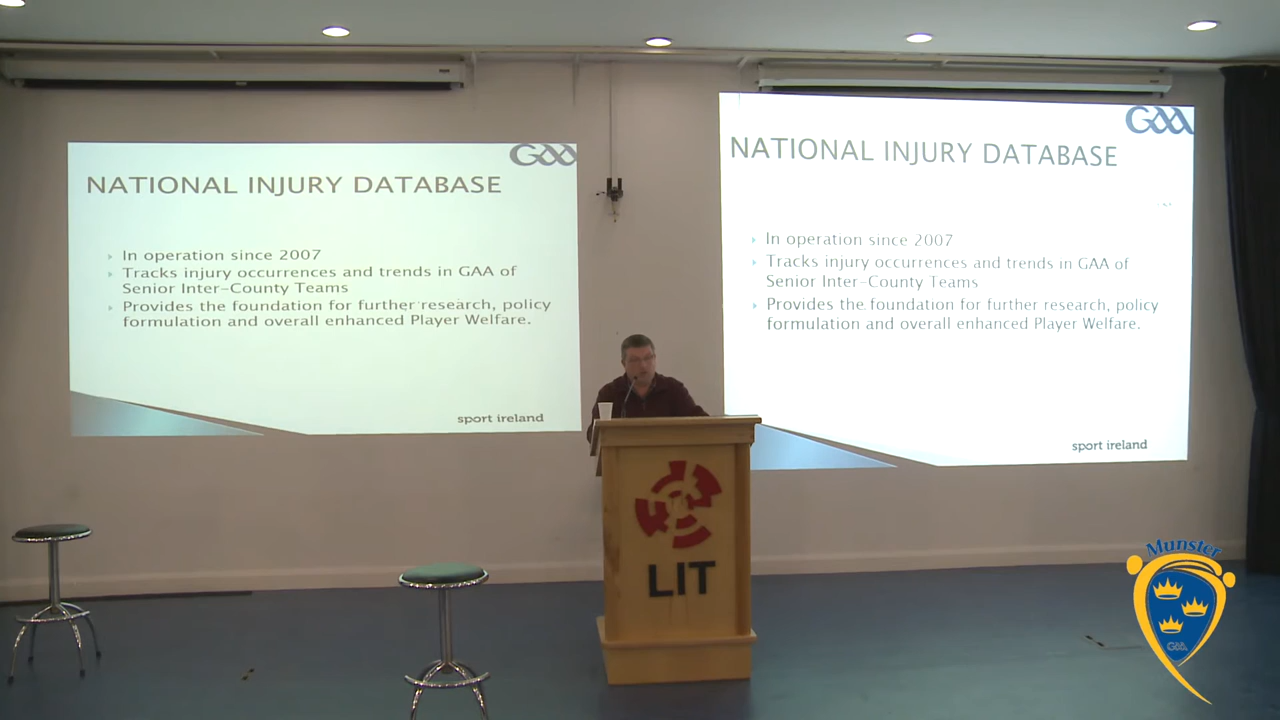 GAA
NATIONAL INJURY DATABASE
In operation since 2007
Tracks injury occurrences and trends in GAA of
Senior Inter-County Teams
Provides the foundation for further research, policy
formulation and overall enhanced Player Welfare.
sport ireland
GAA
NATIONAL INJURY DATABASE
In operation since 2007
Tracks injury occurrences and trends in GAA of
Senior Inter-County Teams
Provides the foundation for further research, policy
formulation and overall enhanced Player Welfare.
sport ireland
LIT
Munster
GAA